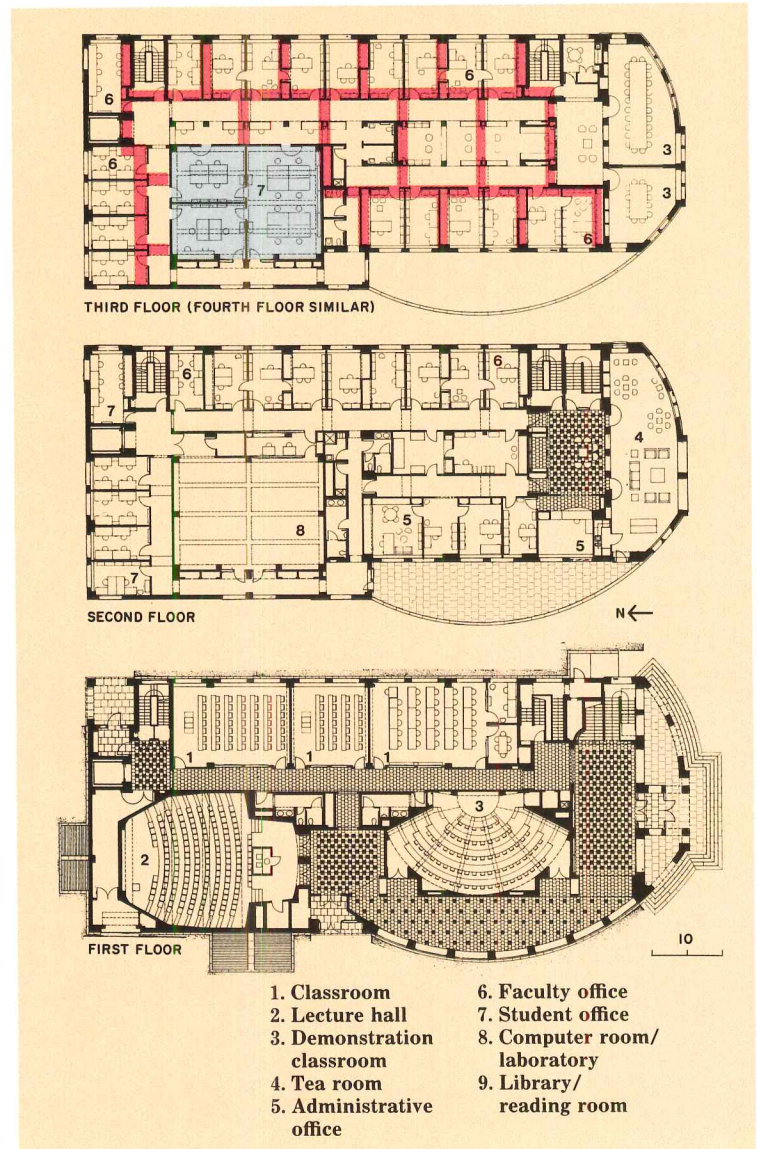 6
6
7
3
3
6
6
THIRD FLOOR (FOURTH FLOOR SIMILAR)
7
6
6
4
8
5
5
7
SECOND FLOOR
N
1
1
1
3
2
FIRST FLOOR
10
1. Classroom
2. Lecture hall
3. Demonstration
classroom
4. Tea room
5. Administrative
office
6. Faculty office
7. Student office
8. Computer room/
laboratory
9. Library/
reading room